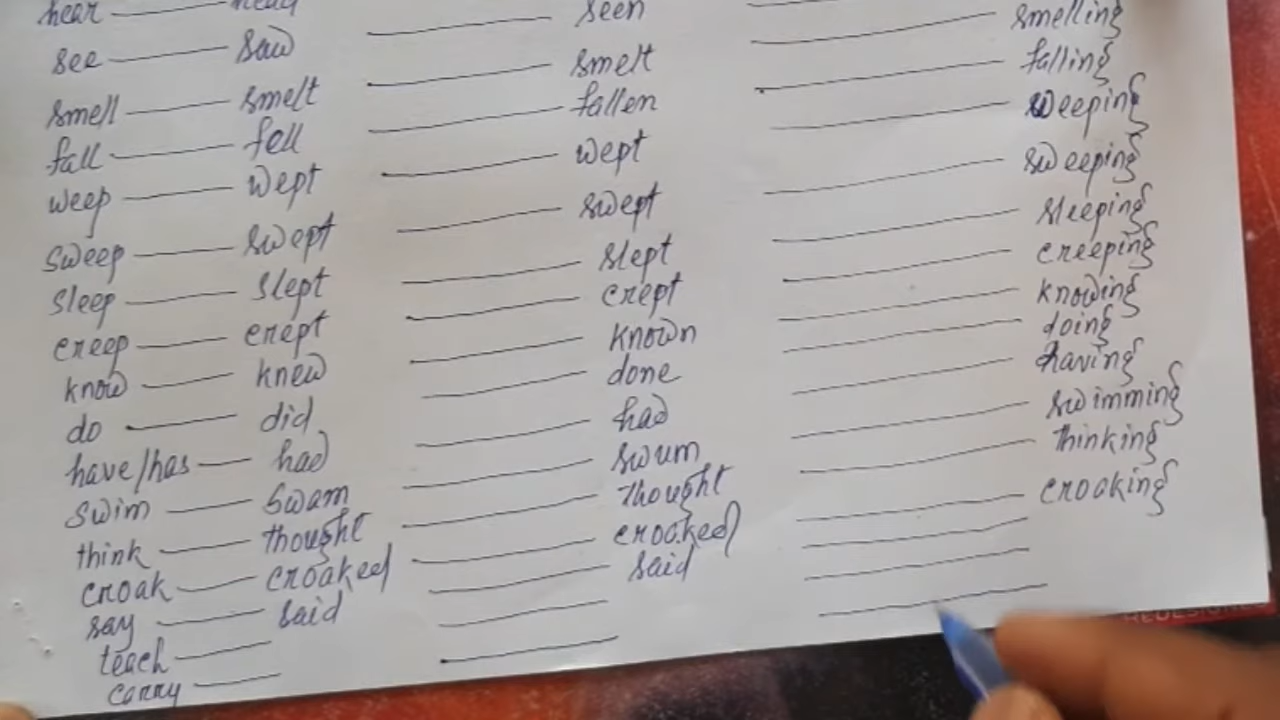 hear head
see saw seen
smell smelt smelt smelling
fall fell fallen falling
weep wept wept weeping
sweep swept swept sweeping
sleep slept slept sleeping
creep crept crept creeping
know knew known knowing
do did done doing
have/has had had having
swim swam swum swimming
think thought thought thinking
croak croaked croaked croaking
say said said
teach
carry